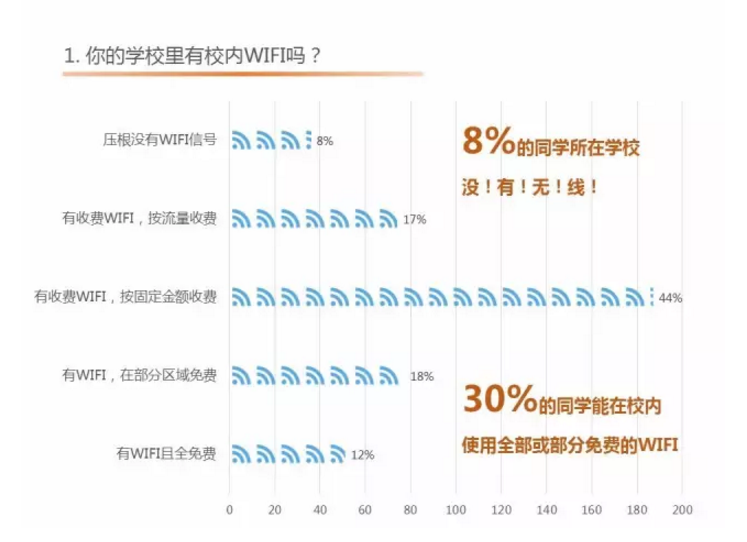 1. 你的学校里有校内WIFI吗？
压根没有WIFI信号
8%
8%的同学所在学校
没！有！无！线！
有收费WIFI，按流量收费
17%
有收费WIFI，按固定金额收费
44%
有WIFI，在部分区域免费
18%
30%的同学能在校内
使用全部或部分免费的WIFI
有WIFI且全免费
12%
0 20 40 60 80 100 120 140 160 180 200